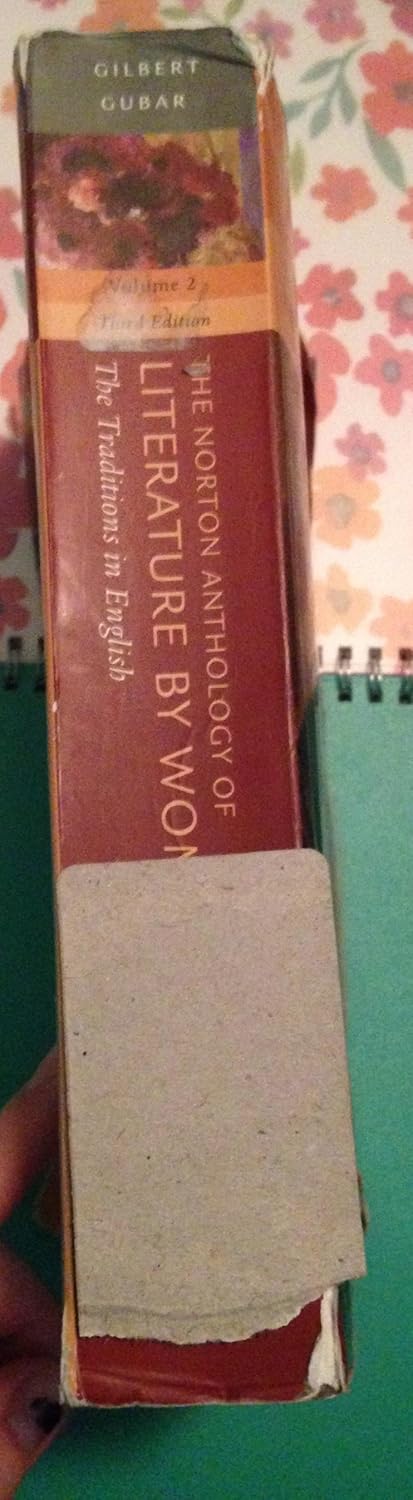 GILBERT
GUBAR
Volume 2
Third Edition
THE NORTON ANTHOLOGY OF
LITERATURE BY WOM
The Traditions in English